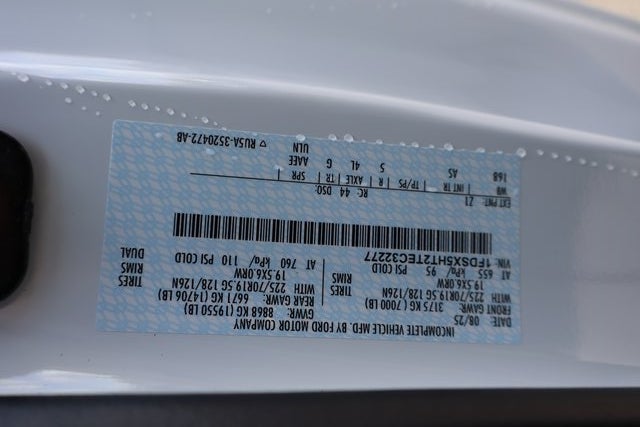 INCOMPLETE VEHICLE MFD. BY FORD MOTOR COMPANY
DATE: 08/25 GVWR: 8868 KG (19550 LB)
FRONT GAWR: 3175 KG (7000 LB) REAR GAWR: 6671 KG (14706 LB)
WITH 225/70R19.5G 128/126N TIRES WITH 225/70R19.5G 128/126N TIRES
19.5X6.0RW RIMS 19.5X6.0RW RIMS
AT 655 kPa/ 95 PSI COLD AT 760 kPa/ 110 PSI COLD DUAL
VIN:
EXT PNT: Z1 RC: 44 DSO:
WB INT TR TP/PS R AXLE TR SPR
168 AS 5 4L G AAEE
ULN
▽ RU5A-3520472-AB